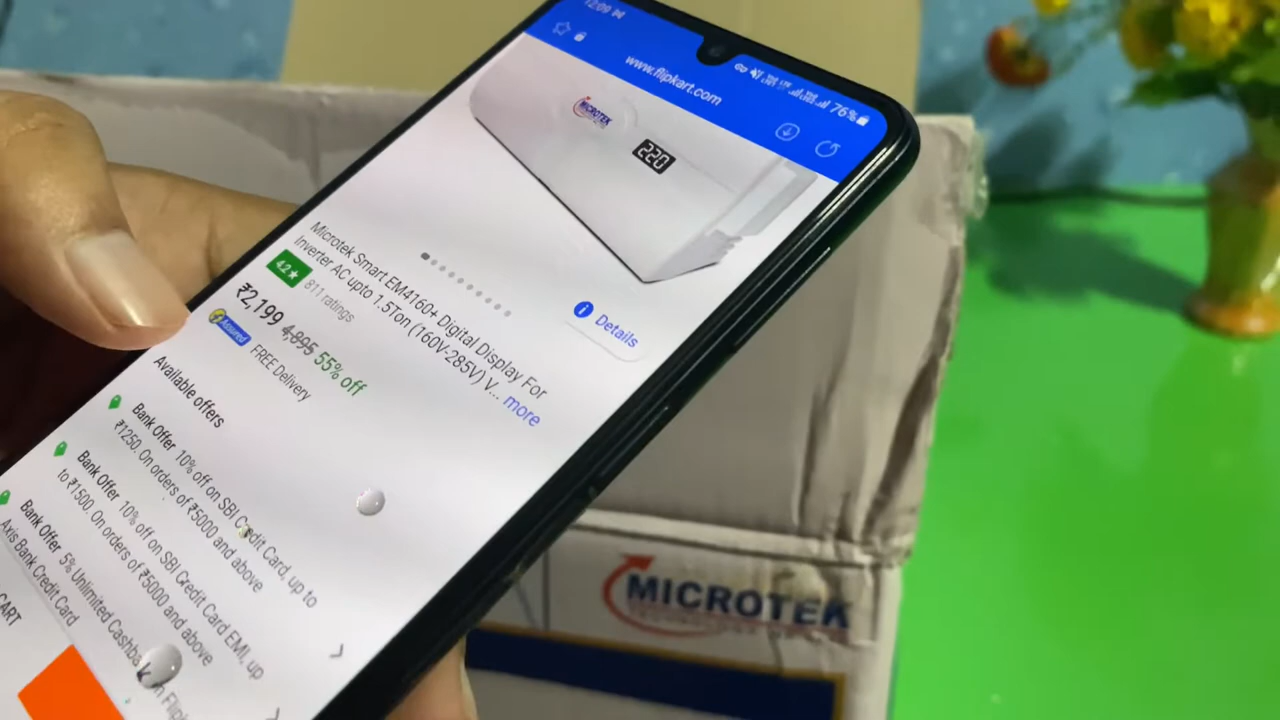 12:09
www.flipkart.com
76%
MICROTEK
220
Microtek Smart EM4160+ Digital Display For
Inverter AC upto 1.5Ton (160V-285V) V... more
4.2★ 811 ratings
₹2,199 4,895 55% off
Assured FREE Delivery
Details
Available offers
Bank Offer 10% off on SBI Credit Card, up to
₹1250. On orders of ₹5000 and above
Bank Offer 10% off on SBI Credit Card EMI, up
to ₹1500. On orders of ₹5000 and above
Bank Offer 5% Unlimited Cashback on
Axis Bank Credit Card
CART
MICROTEK